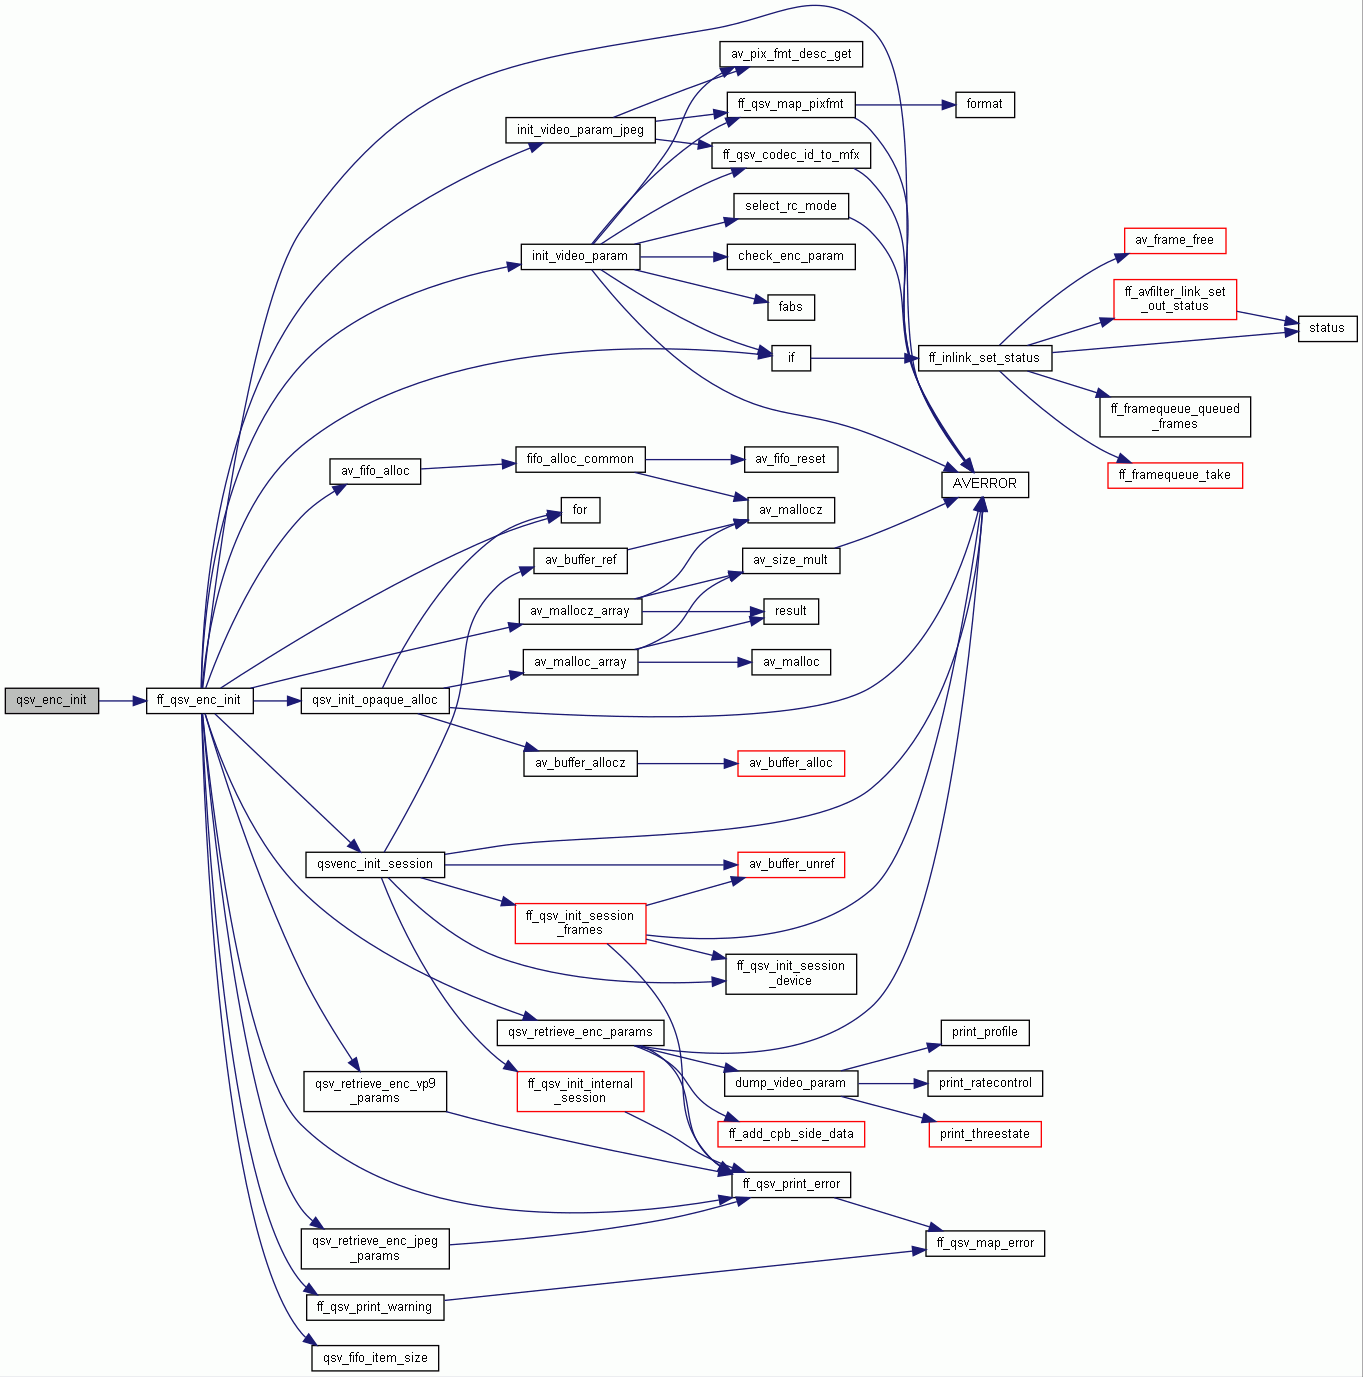 av_pix_fmt_desc_get
ff_qsv_map_pixfmt
format
init_video_param_jpeg
ff_qsv_codec_id_to_mfx
select_rc_mode
av_frame_free
init_video_param
check_enc_param
ff_avfilter_link_set
_out_status
fabs
status
if
ff_inlink_set_status
ff_framequeue_queued
_frames
av_fifo_alloc
fifo_alloc_common
av_fifo_reset
ff_framequeue_take
AVERROR
for
av_mallocz
av_buffer_ref
av_size_mult
av_mallocz_array
result
av_malloc_array
av_malloc
qsv_enc_init
ff_qsv_enc_init
qsv_init_opaque_alloc
av_buffer_allocz
av_buffer_alloc
qsvenc_init_session
av_buffer_unref
ff_qsv_init_session
_frames
ff_qsv_init_session
_device
qsv_retrieve_enc_params
print_profile
qsv_retrieve_enc_vp9
_params
ff_qsv_init_internal
_session
dump_video_param
print_ratecontrol
ff_add_cpb_side_data
print_threestate
ff_qsv_print_error
qsv_retrieve_enc_jpeg
_params
ff_qsv_map_error
ff_qsv_print_warning
qsv_fifo_item_size